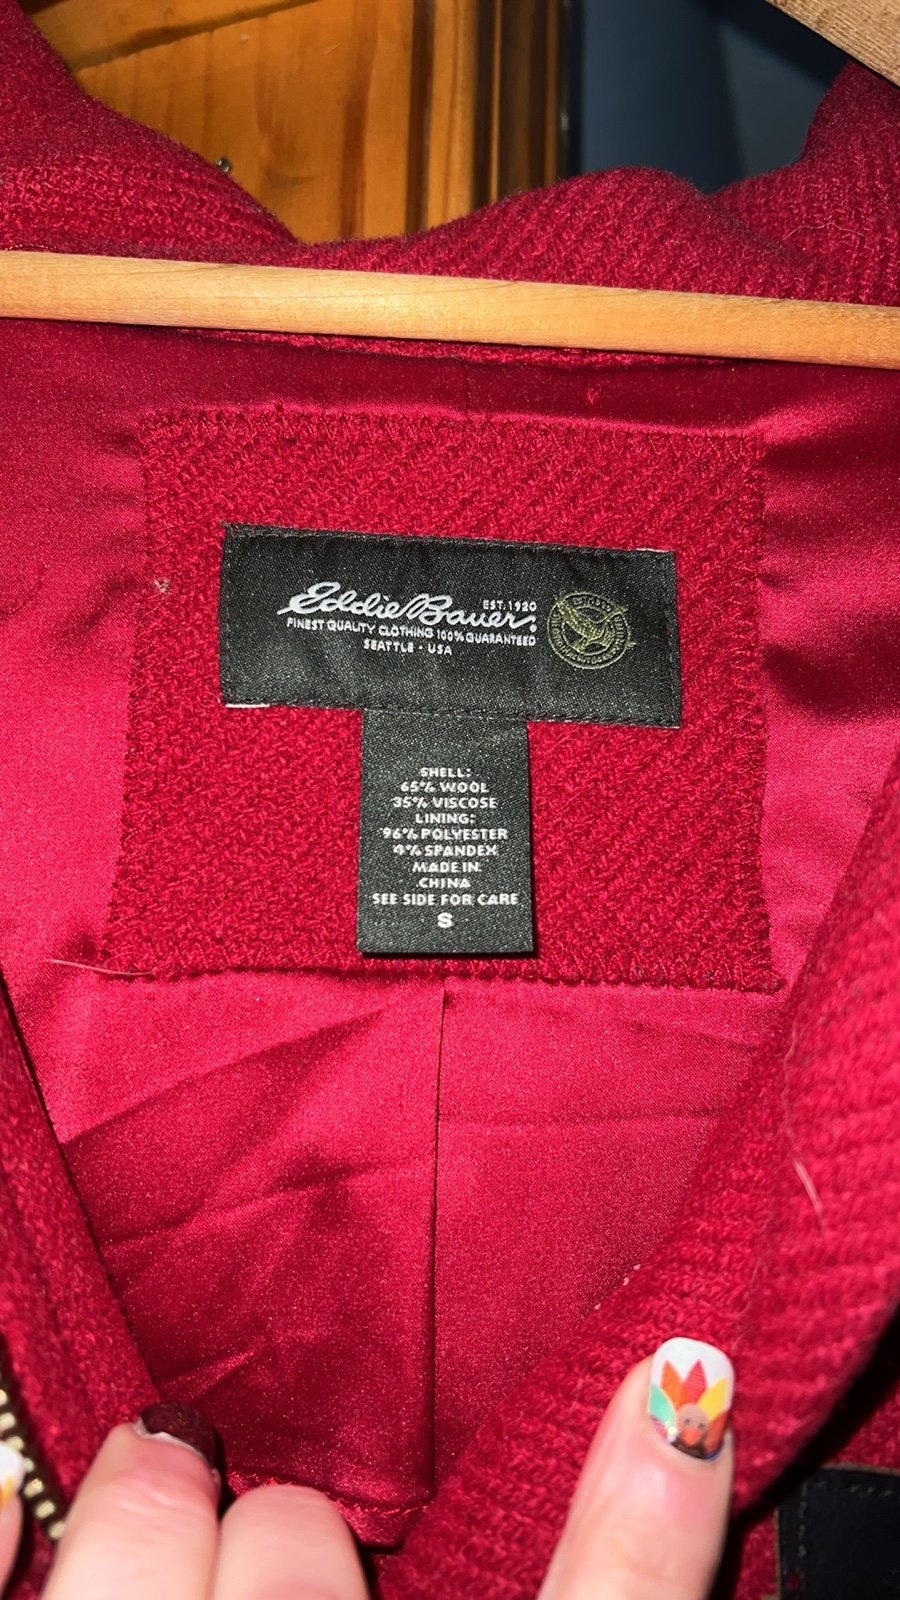 Eddie Bauer®
EST. 1920
FINEST QUALITY CLOTHING 100% GUARANTEED
SEATTLE · USA
SHELL:
65% WOOL
35% VISCOSE
LINING:
96% POLYESTER
4% SPANDEX
MADE IN
CHINA
SEE SIDE FOR CARE
S